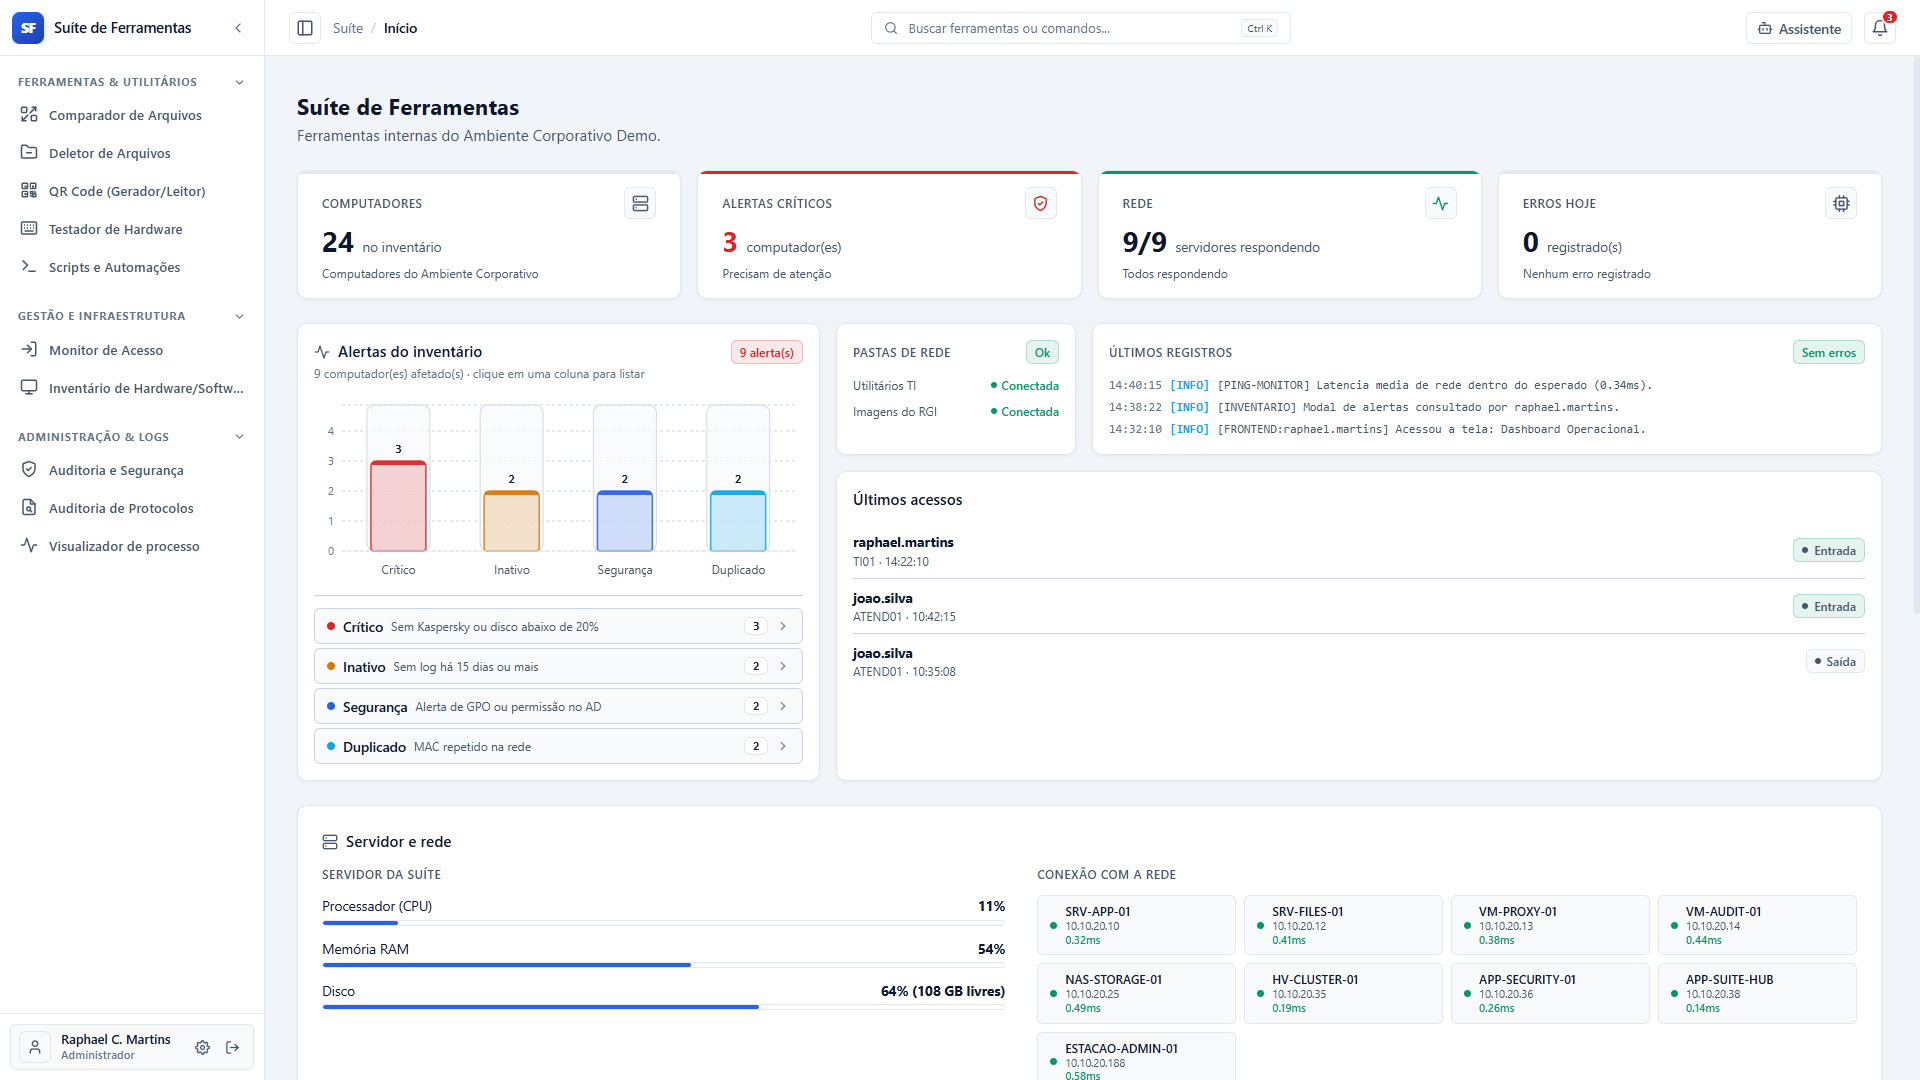 SF Suíte de Ferramentas
FERRAMENTAS & UTILITÁRIOS
Comparador de Arquivos
Deletor de Arquivos
QR Code (Gerador/Leitor)
Testador de Hardware
Scripts e Automações
GESTÃO E INFRAESTRUTURA
Monitor de Acesso
Inventário de Hardware/Softw...
ADMINISTRAÇÃO & LOGS
Auditoria e Segurança
Auditoria de Protocolos
Visualizador de processo
Raphael C. Martins
Administrador
Suíte / Início
Buscar ferramentas ou comandos... Ctrl K
Assistente
3
Suíte de Ferramentas
Ferramentas internas do Ambiente Corporativo Demo.
COMPUTADORES
24 no inventário
Computadores do Ambiente Corporativo
ALERTAS CRÍTICOS
3 computador(es)
Precisam de atenção
REDE
9/9 servidores respondendo
Todos respondendo
ERROS HOJE
0 registrado(s)
Nenhum erro registrado
Alertas do inventário 9 alerta(s)
9 computador(es) afetado(s) · clique em uma coluna para listar
4
3
2
1
0
3
2
2
2
Crítico Inativo Segurança Duplicado
Crítico Sem Kaspersky ou disco abaixo de 20% 3
Inativo Sem log há 15 dias ou mais 2
Segurança Alerta de GPO ou permissão no AD 2
Duplicado MAC repetido na rede 2
PASTAS DE REDE Ok
Utilitários TI Conectada
Imagens do RGI Conectada
ÚLTIMOS REGISTROS Sem erros
14:40:15 [INFO] [PING-MONITOR] Latencia media de rede dentro do esperado (0.34ms).
14:38:22 [INFO] [INVENTARIO] Modal de alertas consultado por raphael.martins.
14:32:10 [INFO] [FRONTEND:raphael.martins] Acessou a tela: Dashboard Operacional.
Últimos acessos
raphael.martins
TI01 · 14:22:10
Entrada
joao.silva
ATEND01 · 10:42:15
Entrada
joao.silva
ATEND01 · 10:35:08
Saída
Servidor e rede
SERVIDOR DA SUÍTE
Processador (CPU) 11%
Memória RAM 54%
Disco 64% (108 GB livres)
CONEXÃO COM A REDE
SRV-APP-01
10.10.20.10
0.32ms
SRV-FILES-01
10.10.20.12
0.41ms
VM-PROXY-01
10.10.20.13
0.38ms
VM-AUDIT-01
10.10.20.14
0.44ms
NAS-STORAGE-01
10.10.20.25
0.49ms
HV-CLUSTER-01
10.10.20.35
0.19ms
APP-SECURITY-01
10.10.20.36
0.26ms
APP-SUITE-HUB
10.10.20.38
0.14ms
ESTACAO-ADMIN-01
10.10.20.188
0.58ms